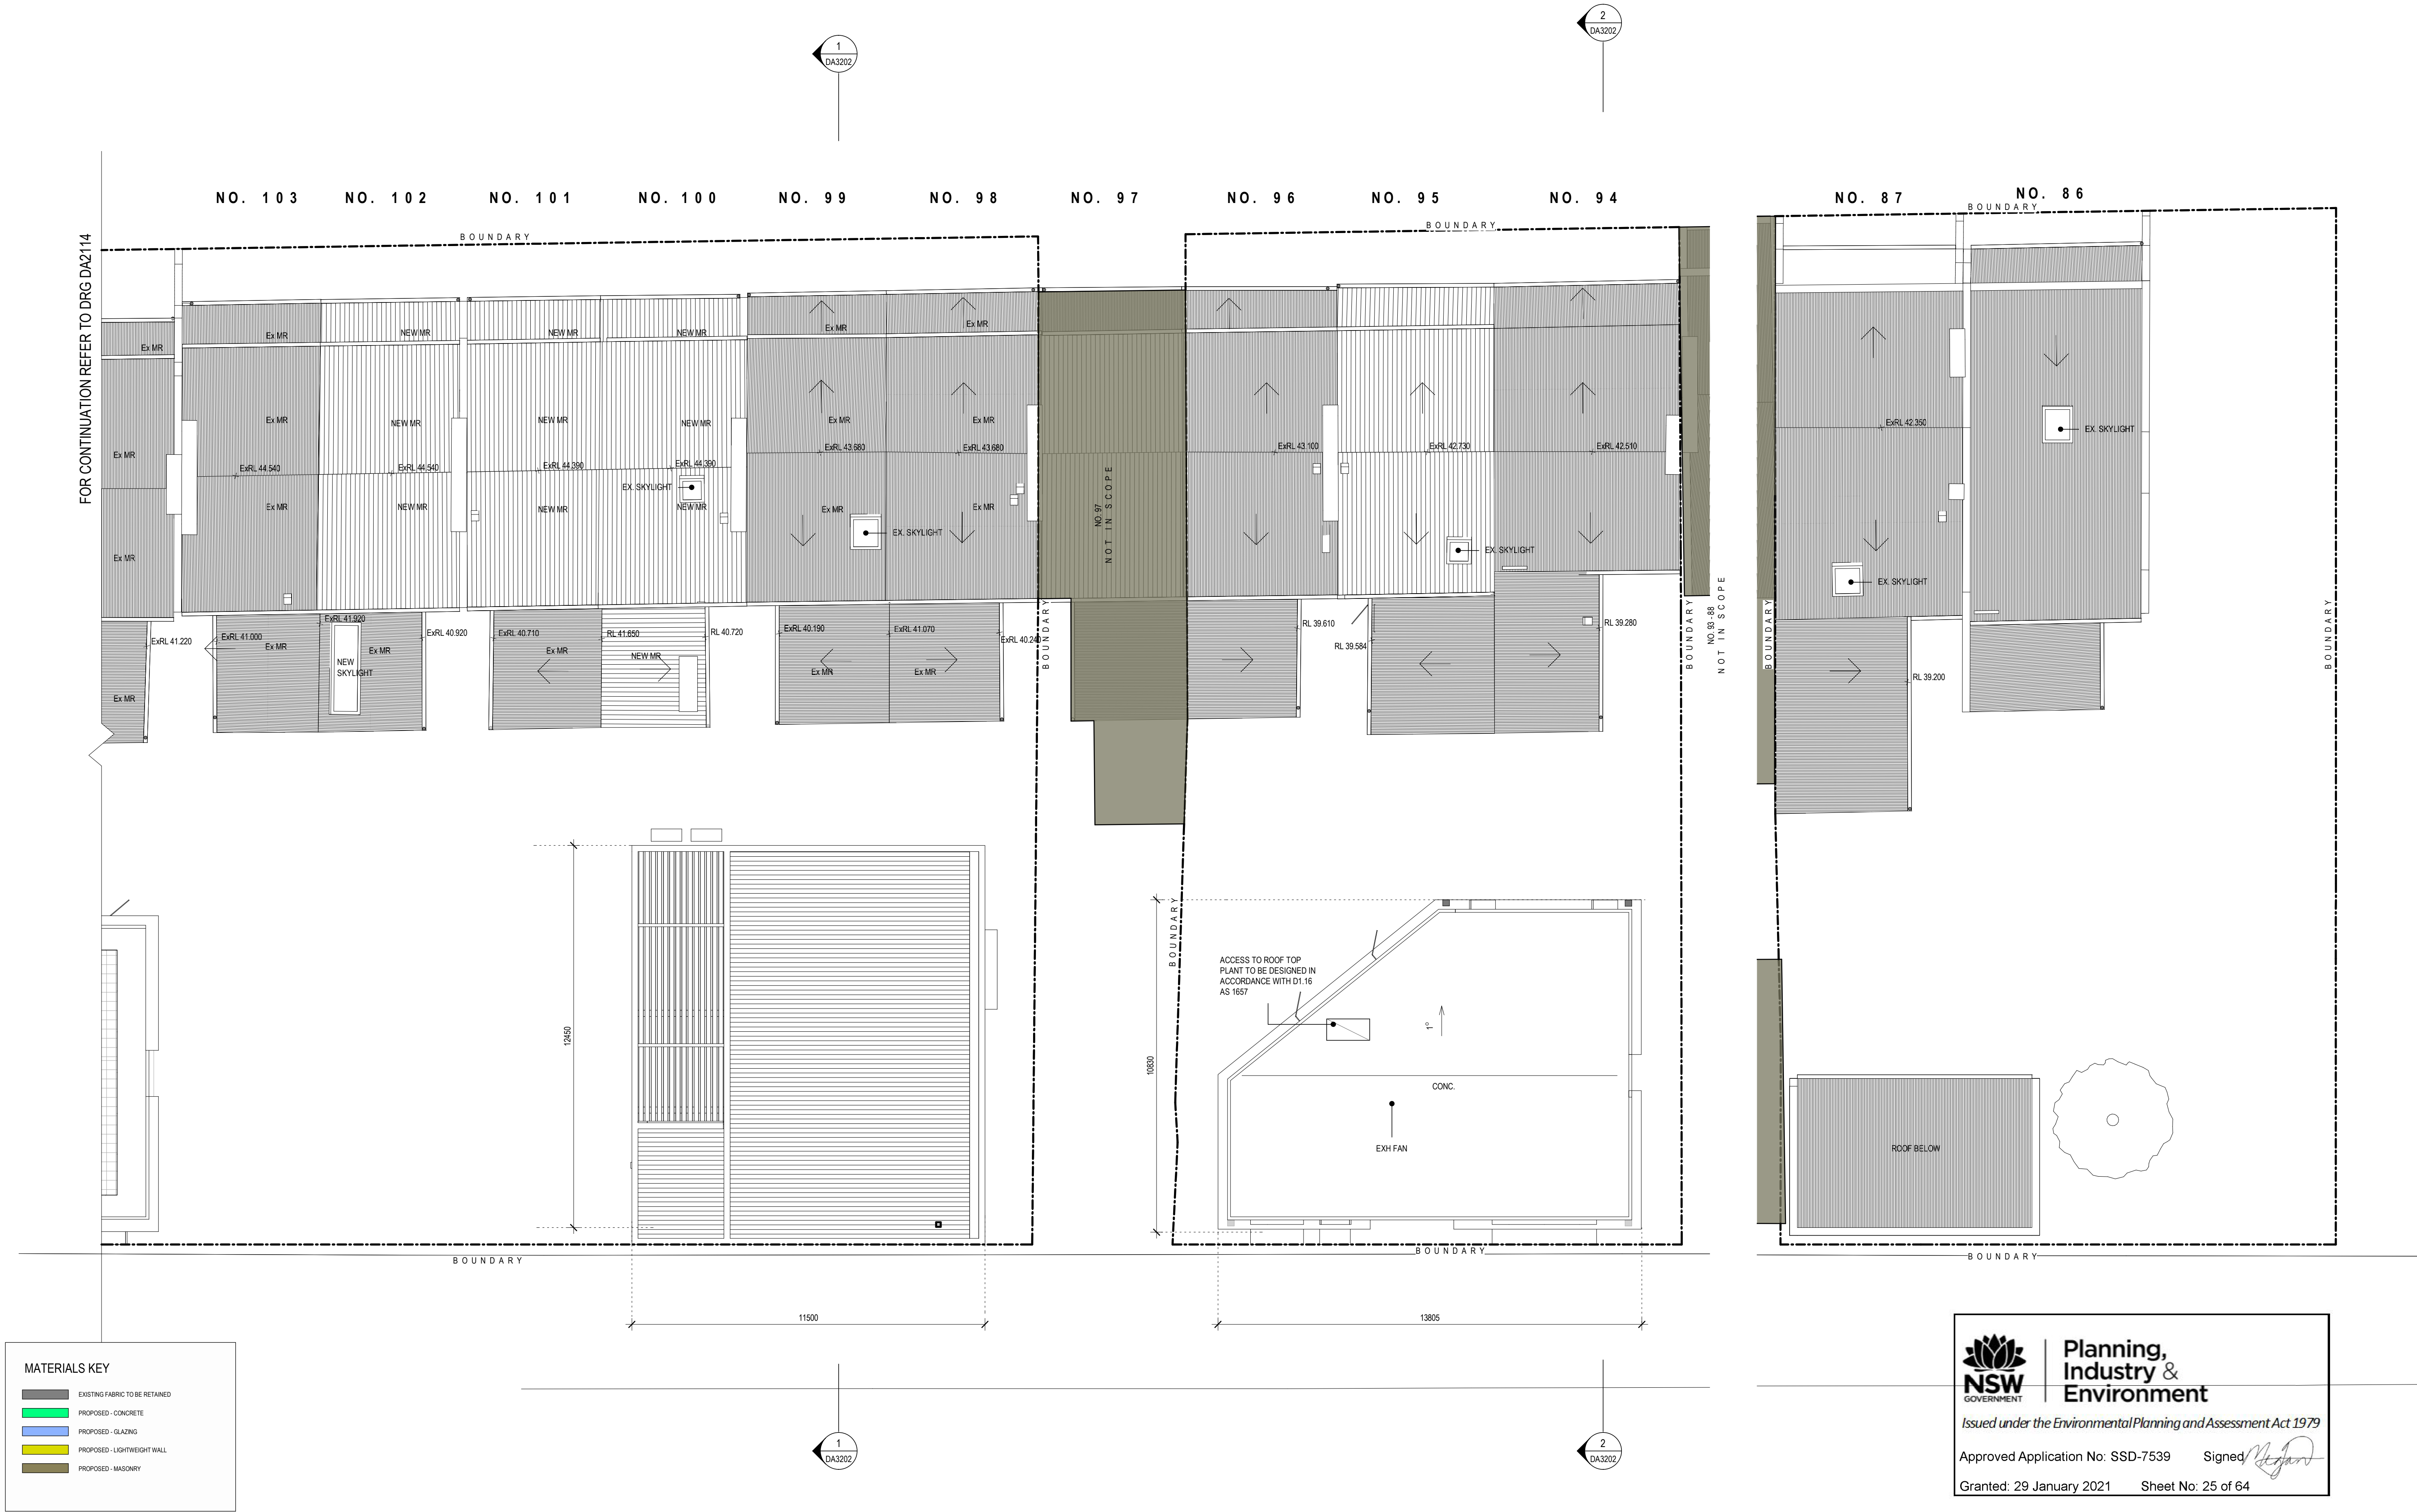 1
DA3202
2
DA3202
NO. 103
NO. 102
NO. 101
NO. 100
NO. 99
NO. 98
NO. 97
NO. 96
NO. 95
NO. 94
NO. 87
NO. 86
BOUNDARY
BOUNDARY
BOUNDARY
FOR CONTINUATION REFER TO DRG DA2114
Ex MR
Ex MR
NEW MR
NEW MR
NEW MR
Ex MR
Ex MR
Ex MR
Ex MR
NEW MR
NEW MR
NEW MR
Ex MR
Ex MR
ExRL 44.540
ExRL 44.540
ExRL 44.390
ExRL 44.390
ExRL 43.680
ExRL 43.680
ExRL 43.100
ExRL 42.730
ExRL 42.510
ExRL 42.350
EX. SKYLIGHT
EX. SKYLIGHT
Ex MR
NEW MR
NEW MR
NEW MR
Ex MR
Ex MR
EX. SKYLIGHT
EX. SKYLIGHT
EX. SKYLIGHT
NO. 97
NOT IN SCOPE
Ex MR
ExRL 41.220
ExRL 41.000
Ex MR
ExRL 41.920
NEW
SKYLIGHT
Ex MR
ExRL 40.920
ExRL 40.710
Ex MR
RL 41.650
NEW MR
RL 40.720
ExRL 40.190
Ex MR
ExRL 41.070
Ex MR
ExRL 40.240
BOUNDARY
RL 39.610
RL 39.584
RL 39.280
BOUNDARY
NO. 93 - 88
NOT IN SCOPE
BOUNDARY
RL 39.200
BOUNDARY
Ex MR
12450
10830
BOUNDARY
ACCESS TO ROOF TOP
PLANT TO BE DESIGNED IN
ACCORDANCE WITH D1.16
AS 1657
1°
CONC.
EXH FAN
ROOF BELOW
BOUNDARY
BOUNDARY
BOUNDARY
11500
13805
1
DA3202
2
DA3202
MATERIALS KEY
EXISTING FABRIC TO BE RETAINED
PROPOSED - CONCRETE
PROPOSED - GLAZING
PROPOSED - LIGHTWEIGHT WALL
PROPOSED - MASONRY
NSW
GOVERNMENT
Planning,
Industry &
Environment
Issued under the Environmental Planning and Assessment Act 1979
Approved Application No: SSD-7539 Signed
Granted: 29 January 2021 Sheet No: 25 of 64